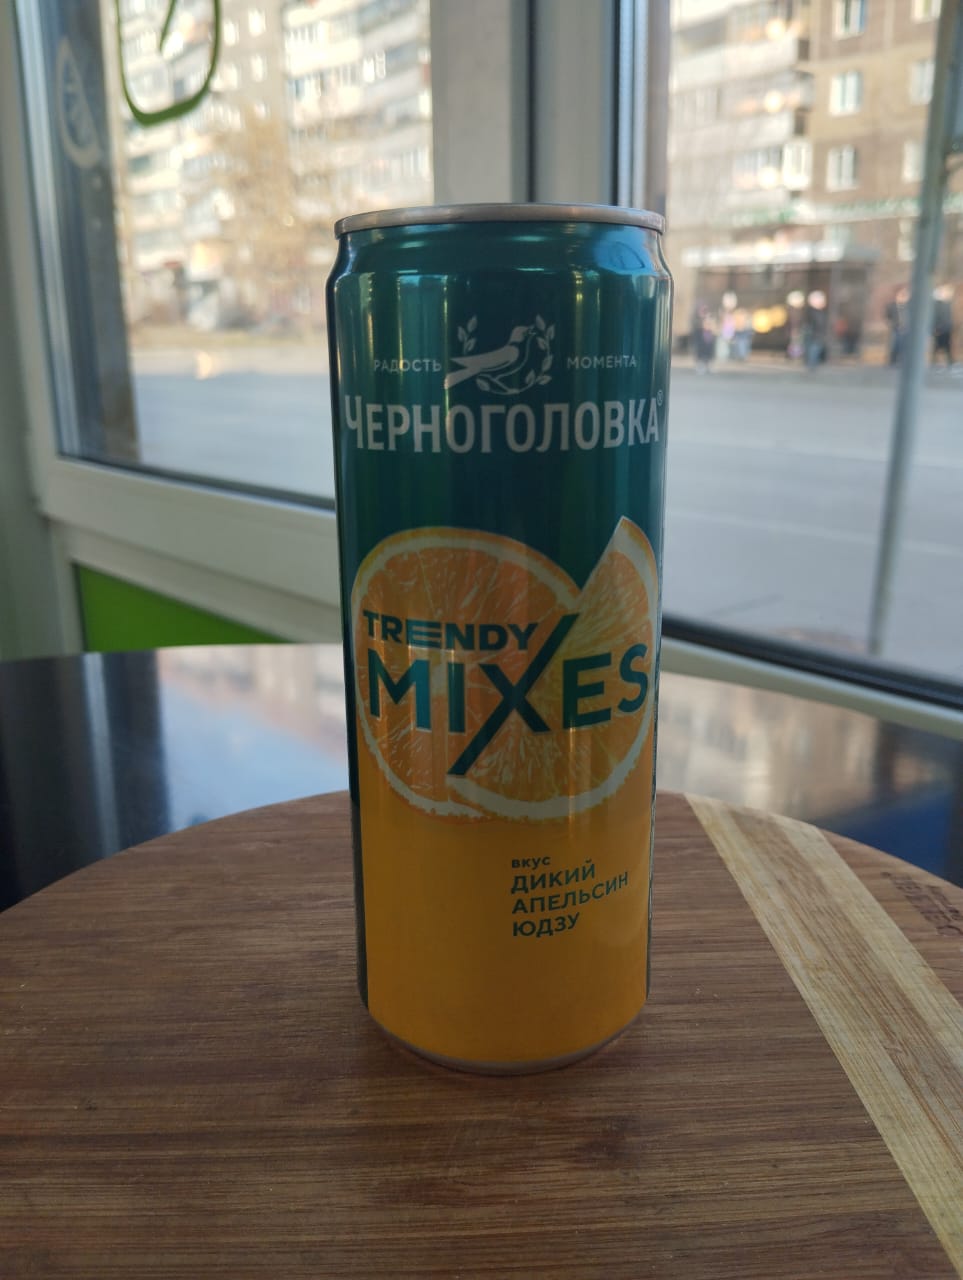 РАДОСТЬ МОМЕНТА
ЧЕРНОГОЛОВКА®
TRENDY
MIXES
вкус
ДИКИЙ
АПЕЛЬСИН
ЮДЗУ